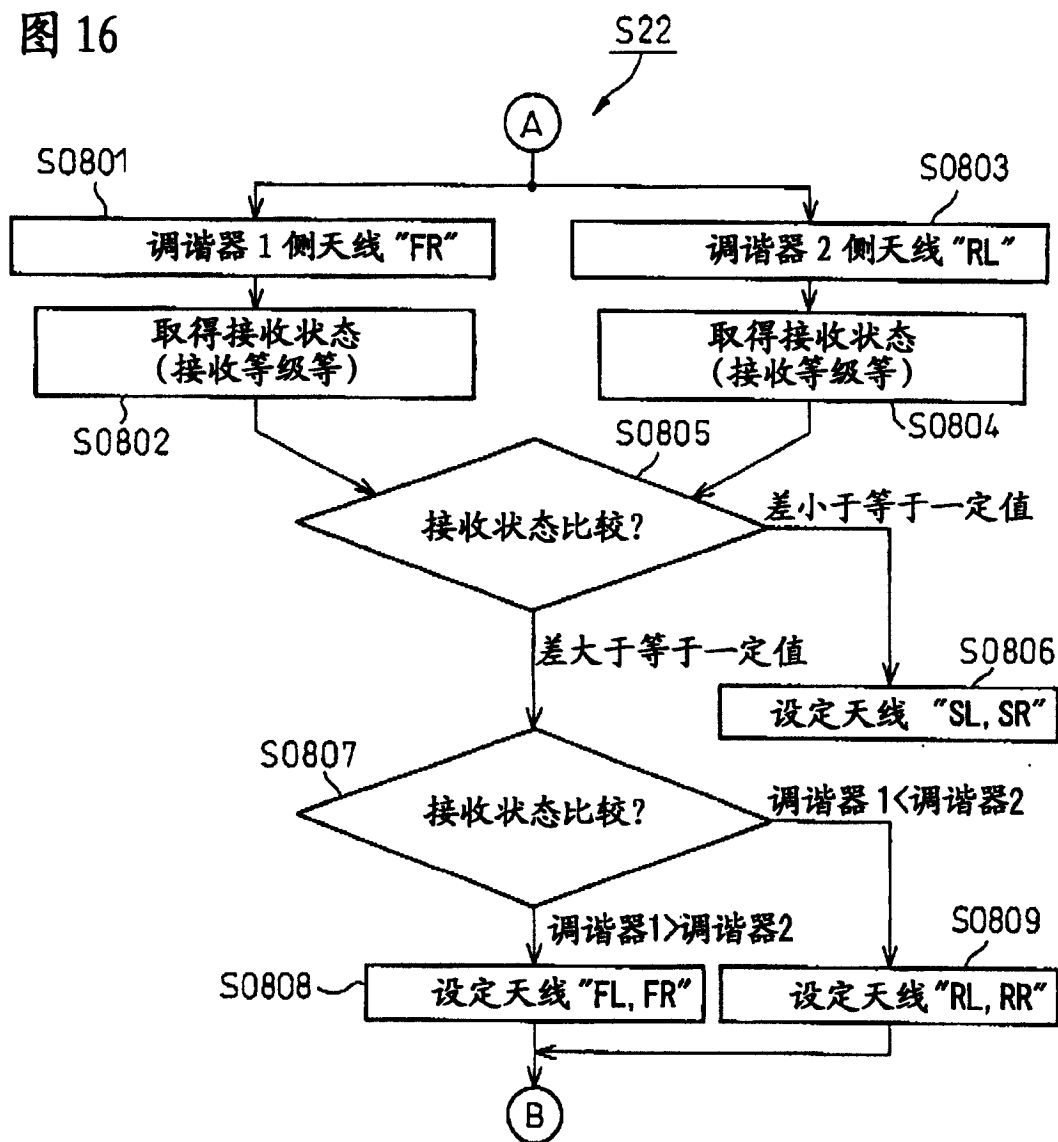 图 16
S22
A
S0801
S0803
调谐器 1 侧天线 "FR"
调谐器 2 侧天线 "RL"
取得接收状态
(接收等级等)
取得接收状态
(接收等级等)
S0802
S0804
S0805
接收状态比较?
差小于等于一定值
差大于等于一定值
S0806
设定天线 "SL, SR"
S0807
接收状态比较?
调谐器 1<调谐器2
调谐器1>调谐器2
S0808
设定天线 "FL, FR"
S0809
设定天线 "RL, RR"
B